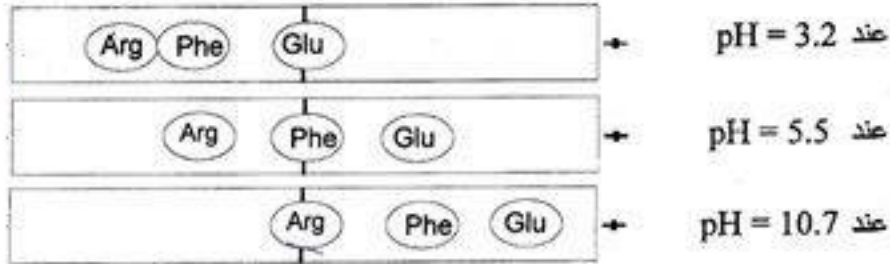 Arg Phe Glu عند pH = 3.2
Arg Phe Glu عند pH = 5.5
Arg Phe Glu عند pH = 10.7